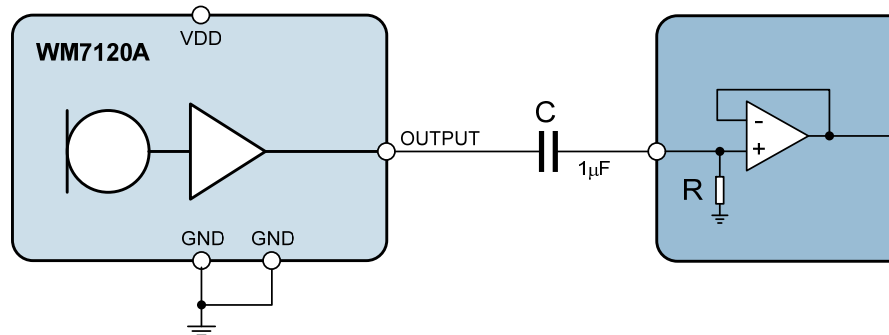 VDD
WM7120A
OUTPUT
C
1µF
-
+
R
GND GND